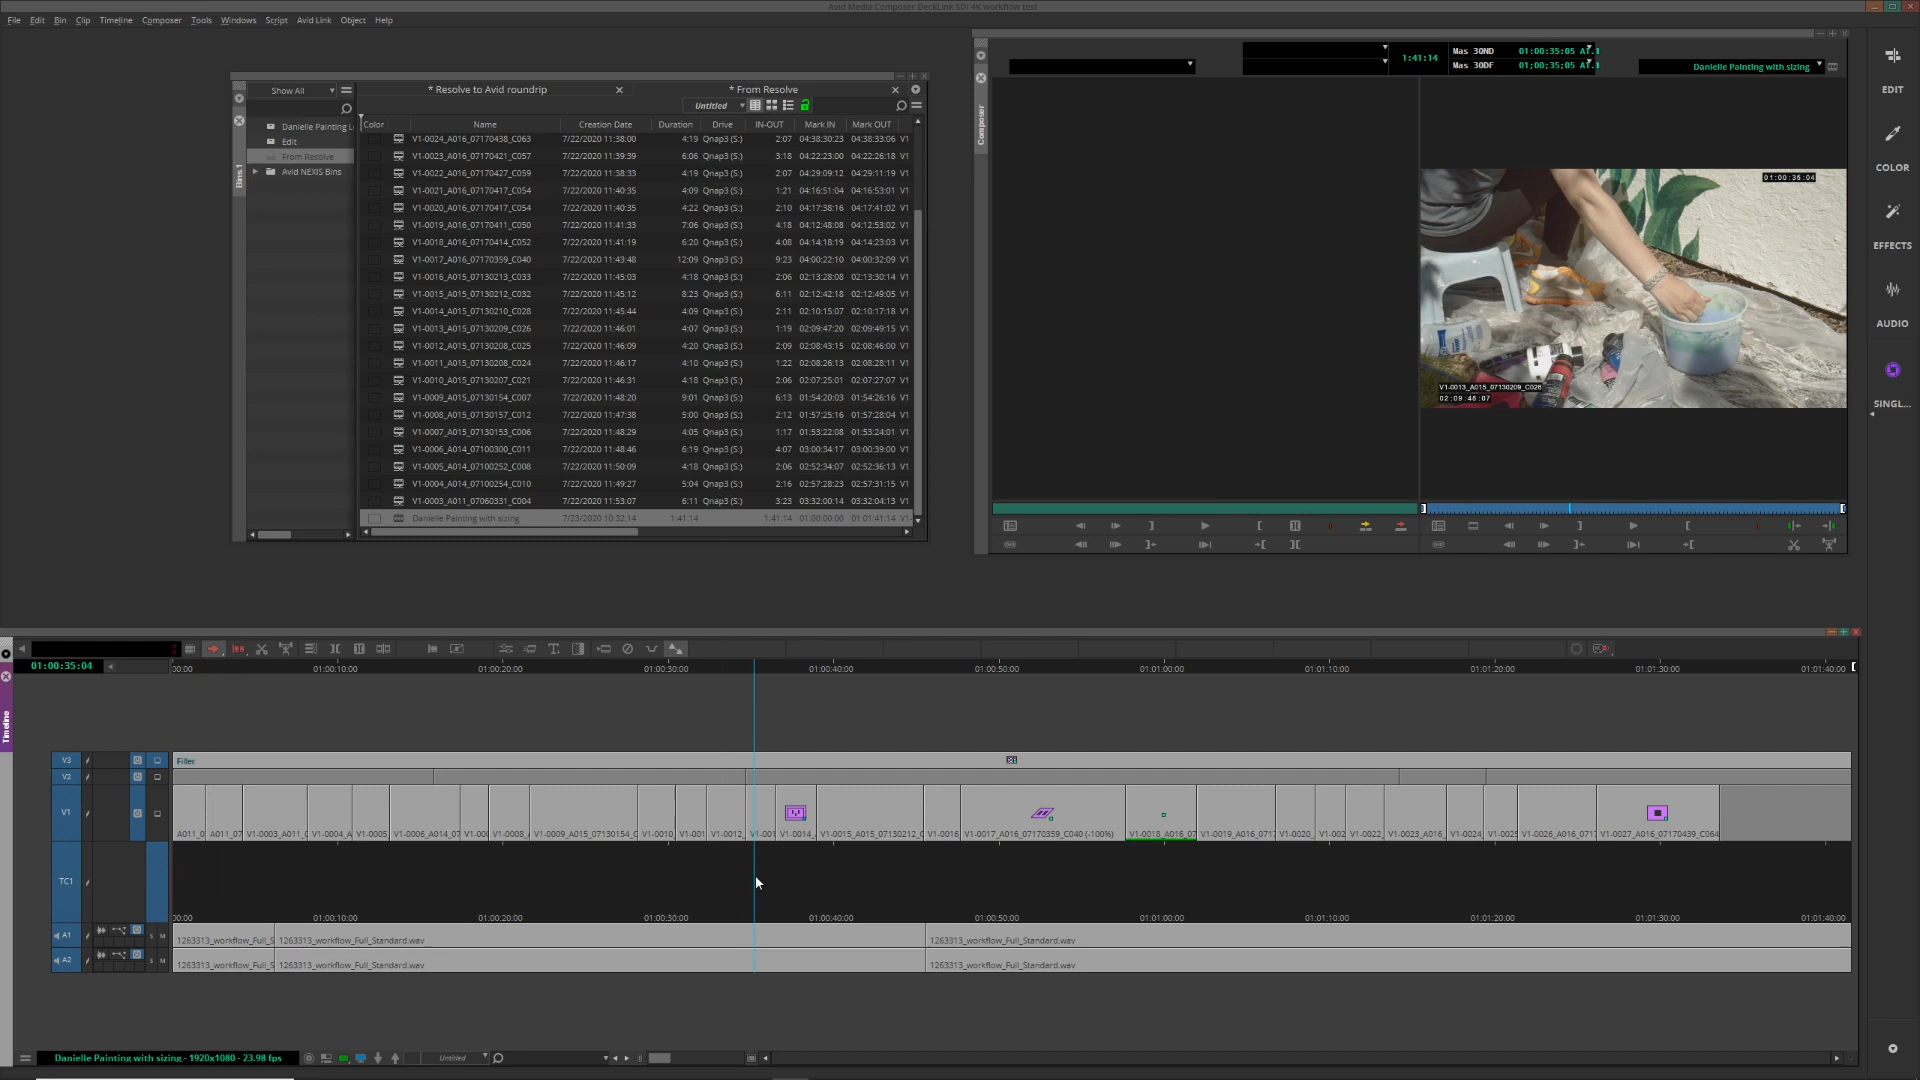 Avid Media Composer DeckLink SDI 4K workflow test
File Edit Bin Clip Timeline Composer Tools Windows Script Avid Link Object Help
Show All
* Resolve to Avid roundrip
* From Resolve
Untitled
Bins 1
Danielle Painting L
Edit
From Resolve
Avid NEXIS Bins
Color Name Creation Date Duration Drive IN-OUT Mark IN Mark OUT
V1-0024_A016_07170438_C063 7/22/2020 11:38:00 4:19 Qnap3 (S:) 2:07 04:38:30:23 04:38:33:06 V1
V1-0023_A016_07170421_C057 7/22/2020 11:39:39 6:06 Qnap3 (S:) 3:18 04:22:23:00 04:22:26:18 V1
V1-0022_A016_07170427_C059 7/22/2020 11:38:33 4:19 Qnap3 (S:) 2:07 04:29:09:12 04:29:11:19 V1
V1-0021_A016_07170417_C054 7/22/2020 11:40:35 4:09 Qnap3 (S:) 1:21 04:16:51:04 04:16:53:01 V1
V1-0020_A016_07170417_C054 7/22/2020 11:40:35 4:22 Qnap3 (S:) 2:10 04:17:38:16 04:17:41:02 V1
V1-0019_A016_07170411_C050 7/22/2020 11:41:33 7:06 Qnap3 (S:) 4:18 04:12:48:08 04:12:53:02 V1
V1-0018_A016_07170414_C052 7/22/2020 11:41:19 6:20 Qnap3 (S:) 4:08 04:14:18:19 04:14:23:03 V1
V1-0017_A016_07170359_C040 7/22/2020 11:43:48 12:09 Qnap3 (S:) 9:23 04:00:22:10 04:00:32:09 V1
V1-0016_A015_07130213_C033 7/22/2020 11:45:03 4:18 Qnap3 (S:) 2:06 02:13:28:08 02:13:30:14 V1
V1-0015_A015_07130212_C032 7/22/2020 11:45:12 8:23 Qnap3 (S:) 6:11 02:12:42:18 02:12:49:05 V1
V1-0014_A015_07130210_C028 7/22/2020 11:45:44 4:09 Qnap3 (S:) 2:11 02:10:15:07 02:10:17:18 V1
V1-0013_A015_07130209_C026 7/22/2020 11:46:01 4:07 Qnap3 (S:) 1:19 02:09:47:20 02:09:49:15 V1
V1-0012_A015_07130208_C025 7/22/2020 11:46:09 4:20 Qnap3 (S:) 2:09 02:08:43:15 02:08:46:00 V1
V1-0011_A015_07130208_C024 7/22/2020 11:46:17 4:10 Qnap3 (S:) 1:22 02:08:26:13 02:08:28:11 V1
V1-0010_A015_07130207_C021 7/22/2020 11:46:31 4:18 Qnap3 (S:) 2:06 02:07:25:01 02:07:27:07 V1
V1-0009_A015_07130154_C007 7/22/2020 11:48:20 9:01 Qnap3 (S:) 6:13 01:54:20:03 01:54:26:16 V1
V1-0008_A015_07130157_C012 7/22/2020 11:47:38 5:00 Qnap3 (S:) 2:12 01:57:25:16 01:57:28:04 V1
V1-0007_A015_07130153_C006 7/22/2020 11:48:29 4:05 Qnap3 (S:) 1:17 01:53:22:08 01:53:24:01 V1
V1-0006_A014_07100300_C011 7/22/2020 11:48:46 6:19 Qnap3 (S:) 4:07 03:00:34:17 03:00:39:00 V1
V1-0005_A014_07100252_C008 7/22/2020 11:50:09 4:18 Qnap3 (S:) 2:06 02:52:34:07 02:52:36:13 V1
V1-0004_A014_07100254_C010 7/22/2020 11:49:27 5:04 Qnap3 (S:) 2:16 02:57:28:23 02:57:31:15 V1
V1-0003_A011_07060331_C004 7/22/2020 11:53:07 6:11 Qnap3 (S:) 3:23 03:32:00:14 03:32:04:13 V1
Danielle Painting with sizing 7/23/2020 10:32:14 1:41:14 1:41:14 01:00:00:00 01:01:41:14 V1-
Composer
1:41:14
Mas 30ND 01:00:35:05 A1.1
Mas 30DF 01;00;35;05 A1.1
Danielle Painting with sizing
01:00:35:04
V1-0013_A015_07130209_C026
02:09:48:07
EDIT
COLOR
EFFECTS
AUDIO
SINGL...
Timeline
01:00:35:04
00:00 01:00:10:00 01:00:20:00 01:00:30:00 01:00:40:00 01:00:50:00 01:01:00:00 01:01:10:00 01:01:20:00 01:01:30:00 01:01:40:00
V3 Filler
V2
V1
A011_0 A011_07 V1-0003_A011_0 V1-0004_A V1-0005_ V1-0006_A014_07 V1-000 V1-0008_ V1-0009_A015_07130154_C V1-0010_ V1-001 V1-0012_ V1-001 V1-0014_ V1-0015_A015_07130212_C V1-0016 V1-0017_A016_07170359_C040 (-100%) V1-0018_A016_07 V1-0019_A016_0717 V1-0020_ V1-002 V1-0022_ V1-0023_A016_ V1-0024 V1-0025 V1-0026_A016_0717 V1-0027_A016_07170439_C064
TC1
00:00 01:00:10:00 01:00:20:00 01:00:30:00 01:00:40:00 01:00:50:00 01:01:00:00 01:01:10:00 01:01:20:00 01:01:30:00 01:01:40:00
A1 S M 1263313_workflow_Full_S 1263313_workflow_Full_Standard.wav 1263313_workflow_Full_Standard.wav
A2 S M 1263313_workflow_Full_S 1263313_workflow_Full_Standard.wav 1263313_workflow_Full_Standard.wav
Danielle Painting with sizing - 1920x1080 - 23.98 fps
Untitled